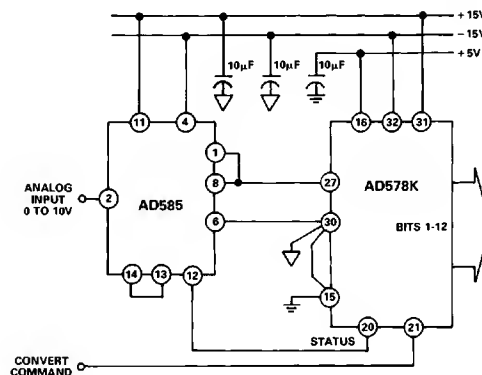 + 15V
− 15V
+ 5V
10µF 10µF 10µF
11 4 16 32 31
1
8 27
ANALOG
INPUT
0 TO 10V
2
AD585
AD578K
6 30
BITS 1-12
14 13 12
15
STATUS 20 21
CONVERT
COMMAND